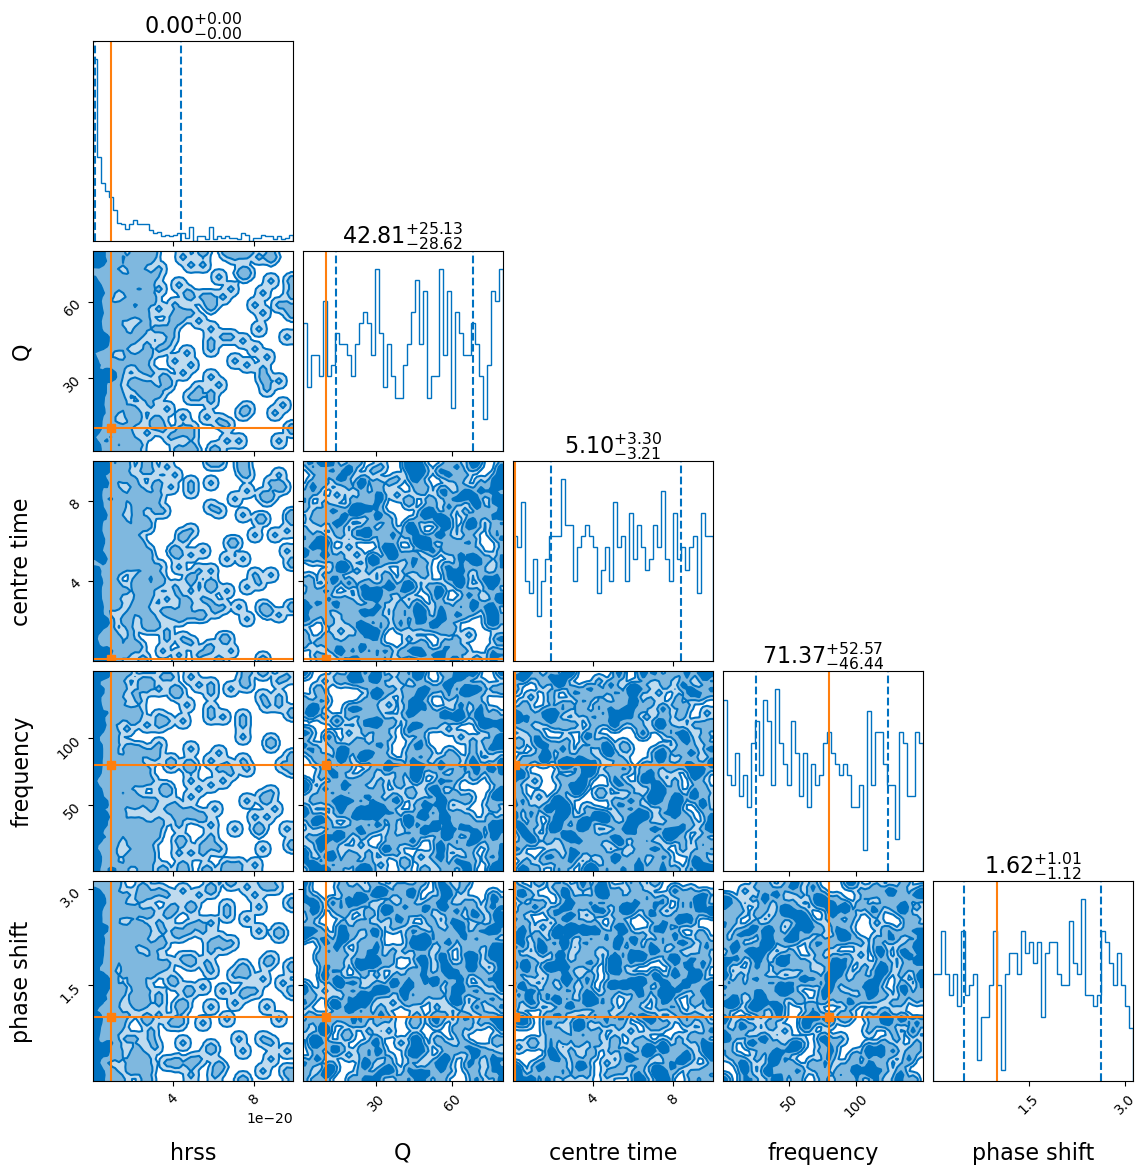 0.00+0.00−0.00
42.81+25.13−28.62
60
30
Q
5.10+3.30−3.21
8
4
centre time
71.37+52.57−46.44
100
50
frequency
1.62+1.01−1.12
3.0
1.5
phase shift
4 8 30 60 4 8 50 100 1.5 3.0
1e−20
hrss Q centre time frequency phase shift